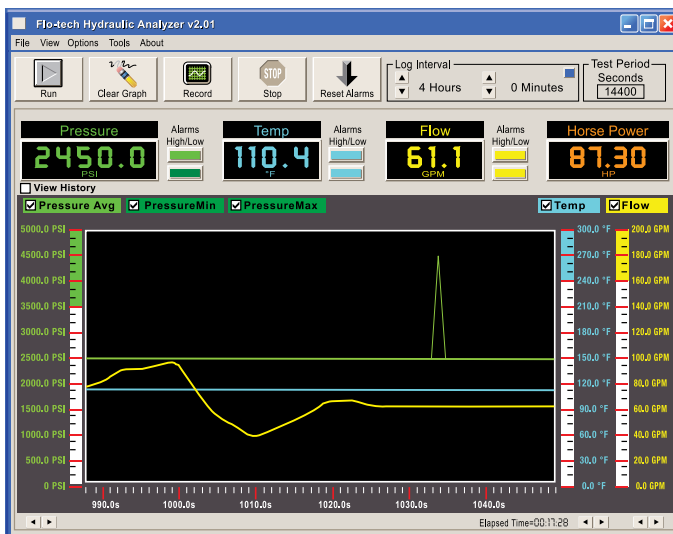 Flo-tech Hydraulic Analyzer v2.01
File View Options Tools About
Run
Clear Graph
Record
STOP
Stop
Reset Alarms
Log Interval
4 Hours
0 Minutes
Test Period
Seconds
14400
Pressure
2450.0
PSI
Alarms
High/Low
Temp
110.4
°F
Alarms
High/Low
Flow
61.1
GPM
Alarms
High/Low
Horse Power
87.30
HP
View History
Pressure Avg
PressureMin
PressureMax
Temp
Flow
5000.0 PSI
4500.0 PSI
4000.0 PSI
3500.0 PSI
3000.0 PSI
2500.0 PSI
2000.0 PSI
1500.0 PSI
1000.0 PSI
500.0 PSI
0 PSI
300.0 °F
270.0 °F
240.0 °F
210.0 °F
180.0 °F
150.0 °F
120.0 °F
90.0 °F
60.0 °F
30.0 °F
0.0 °F
200.0 GPM
180.0 GPM
160.0 GPM
140.0 GPM
120.0 GPM
100.0 GPM
80.0 GPM
60.0 GPM
40.0 GPM
20.0 GPM
0.0 GPM
990.0s
1000.0s
1010.0s
1030.0s
1040.0s
Elapsed Time=00:17:28